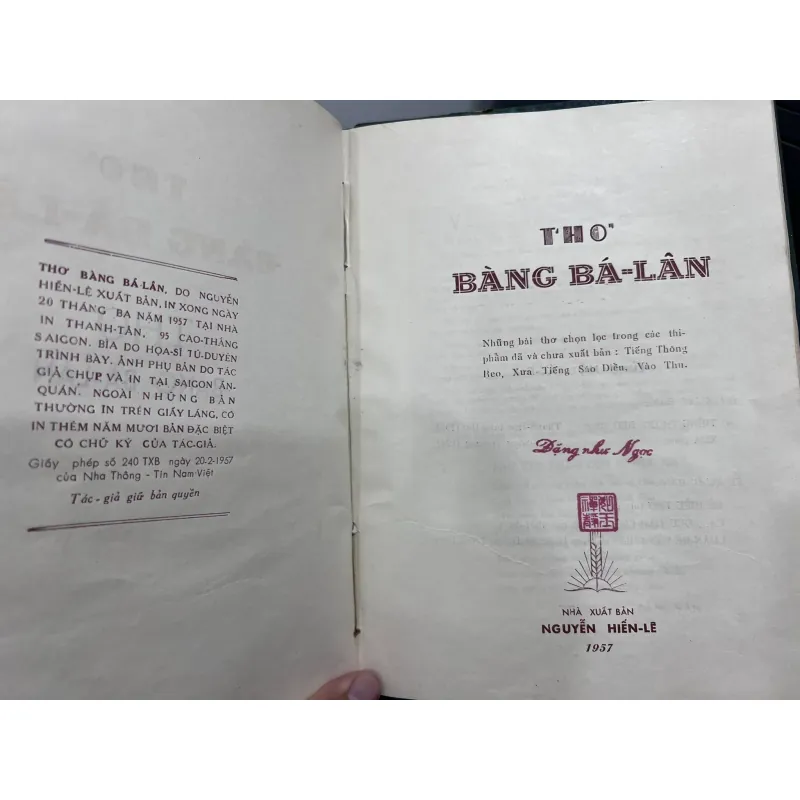 THƠ BÀNG BÁ-LÂN, DO NGUYỄN
HIẾN-LÊ XUẤT BẢN, IN XONG NGÀY
20 THÁNG BA NĂM 1957 TẠI NHÀ
IN THANH-TÂN, 95 CAO-THẮNG
SAIGON. BÌA DO HỌA-SĨ TÚ-DUYÊN
TRÌNH BÀY. ẢNH PHỤ BẢN DO TÁC
GIẢ CHỤP VÀ IN TẠI SAIGON ẤN-
QUÁN. NGOÀI NHỮNG BẢN
THƯỜNG IN TRÊN GIẤY LÁNG, CÓ
IN THÊM NĂM MƯƠI BẢN ĐẶC BIỆT
CÓ CHỮ KÝ CỦA TÁC-GIẢ.
Giấy phép số 240 TXB ngày 20-2-1957
của Nha Thông-Tin Nam Việt
Tác-giả giữ bản quyền
THƠ
BÀNG BÁ-LÂN
Những bài thơ chọn lọc trong các thi-
phẩm đã và chưa xuất bản : Tiếng Thông
Reo, Xưa, Tiếng Sáo Diều, Vào Thu.
Đặng như Ngọc
NHÀ XUẤT BẢN
NGUYỄN HIẾN-LÊ
1957